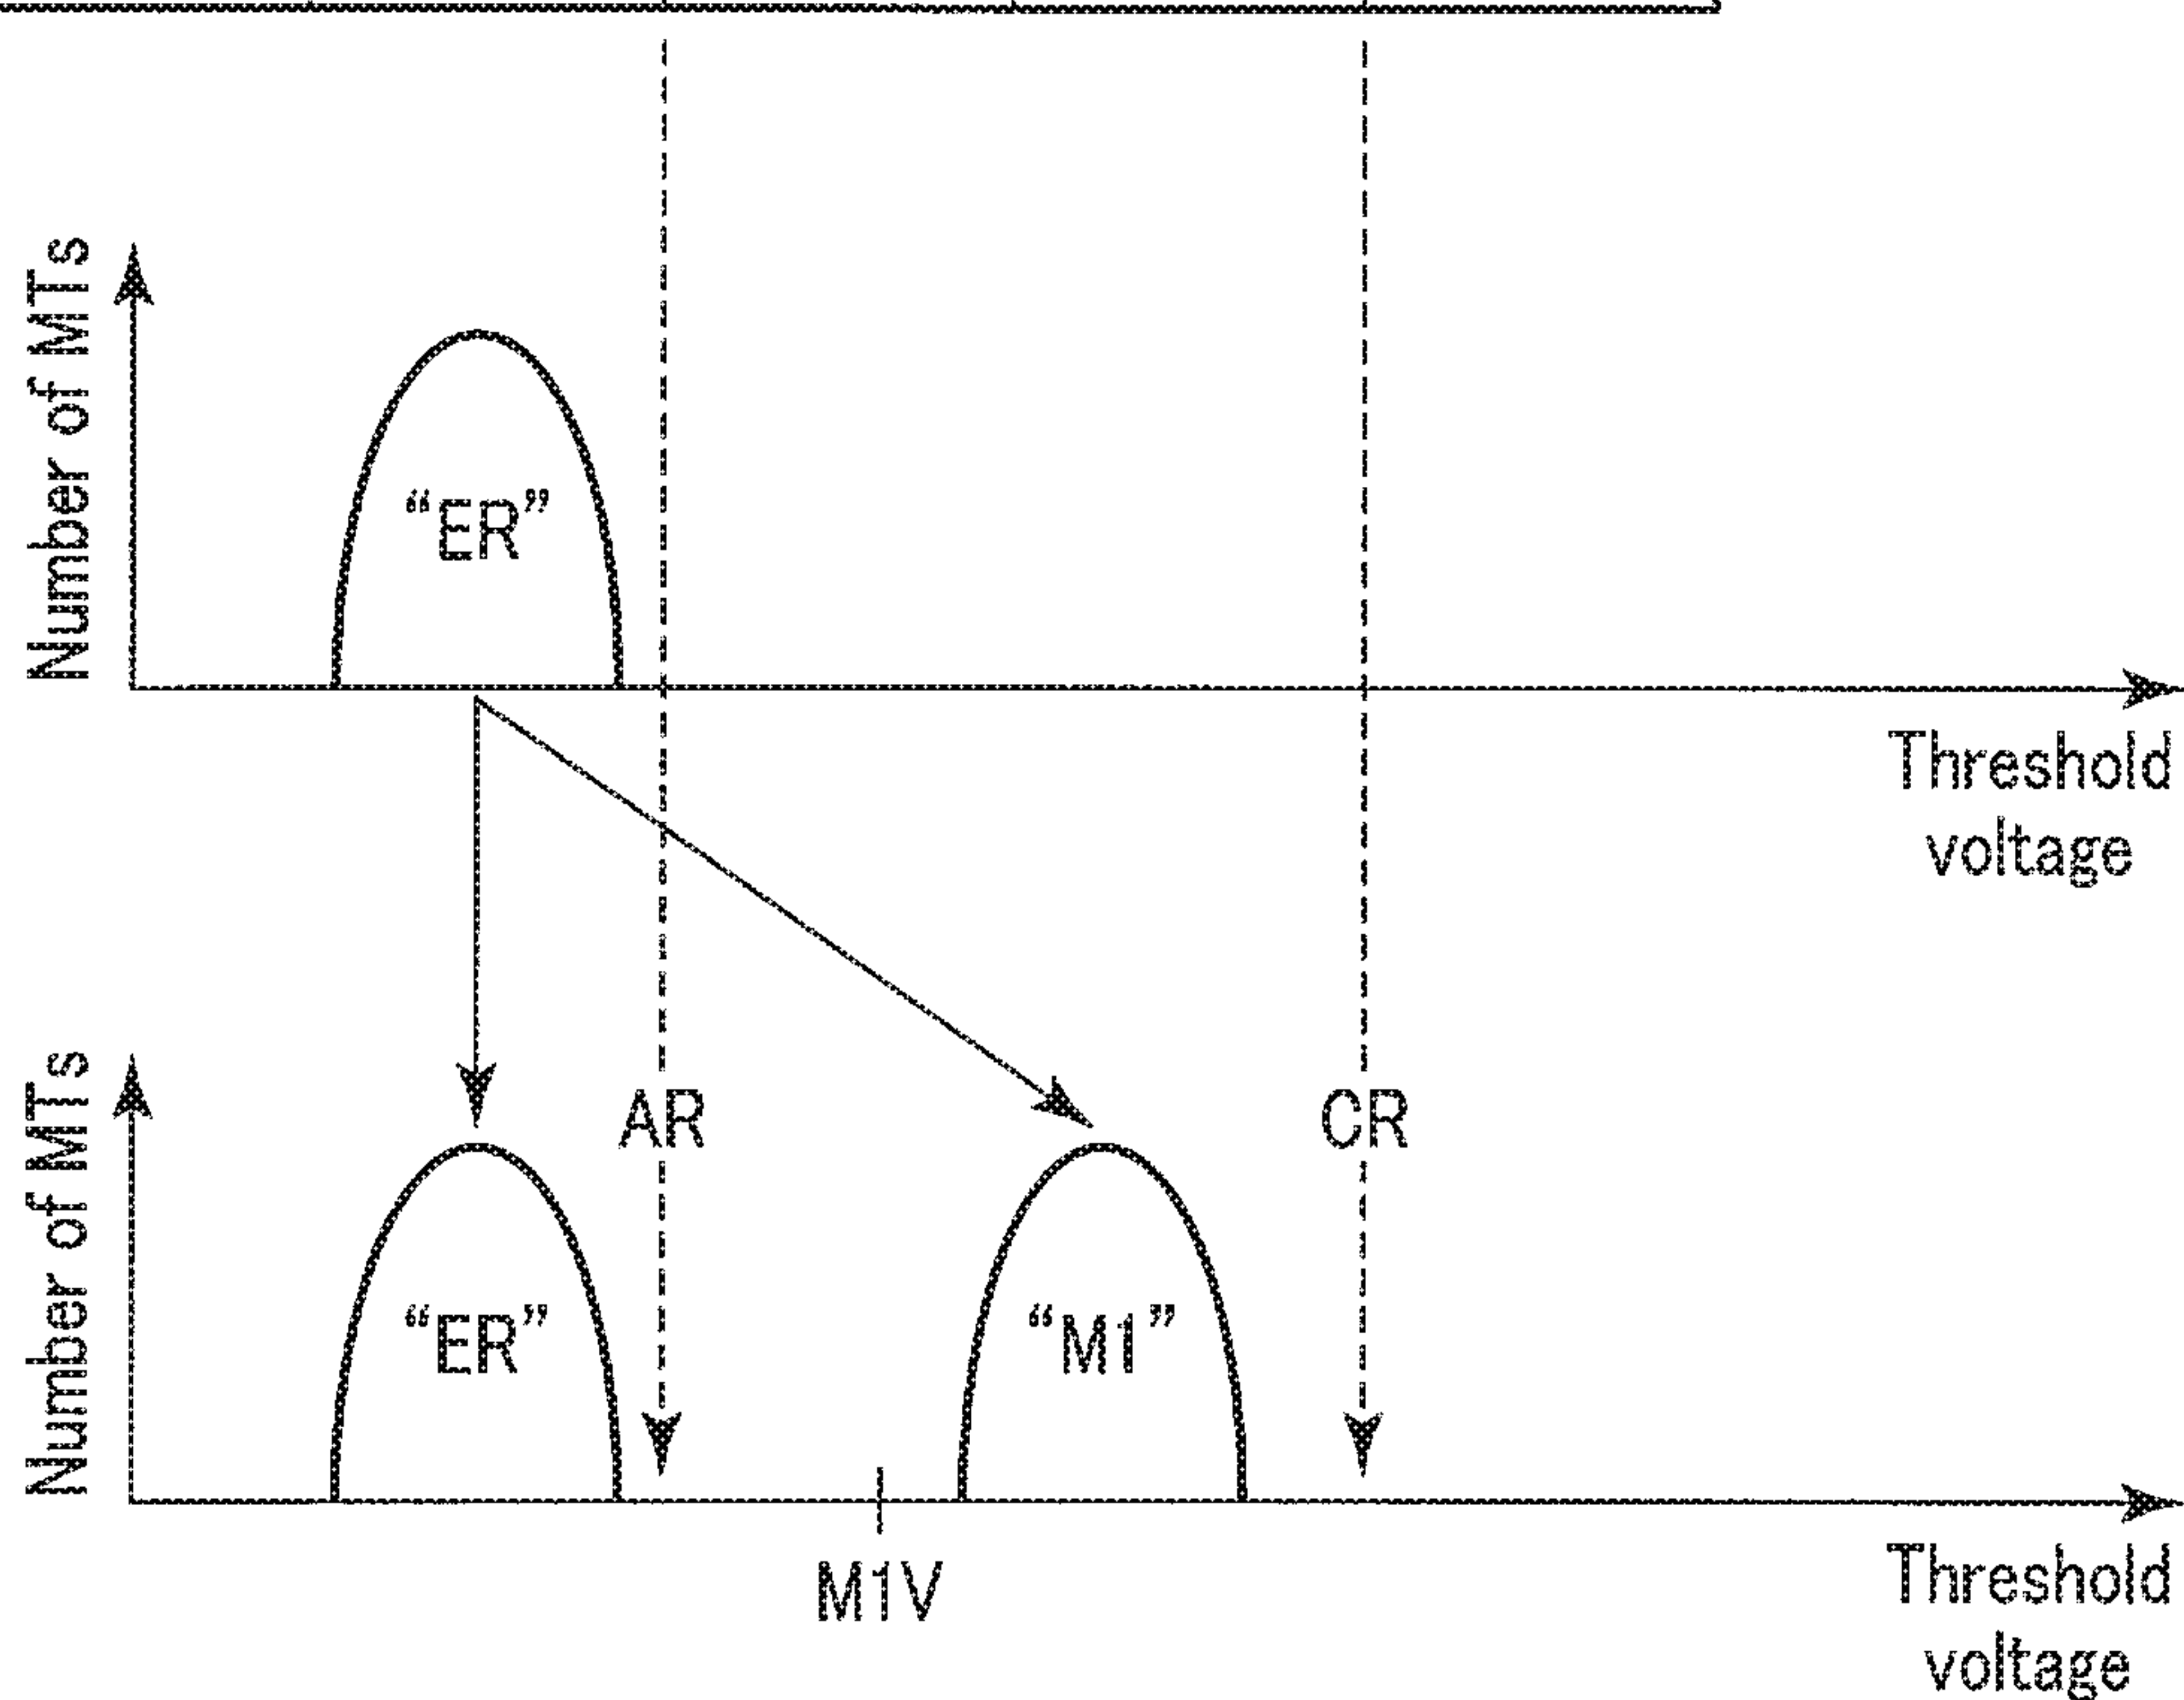 Number of MTs
“ER”
Threshold
voltage
Number of MTs
AR
CR
“ER”
“M1”
M1V
Threshold
voltage